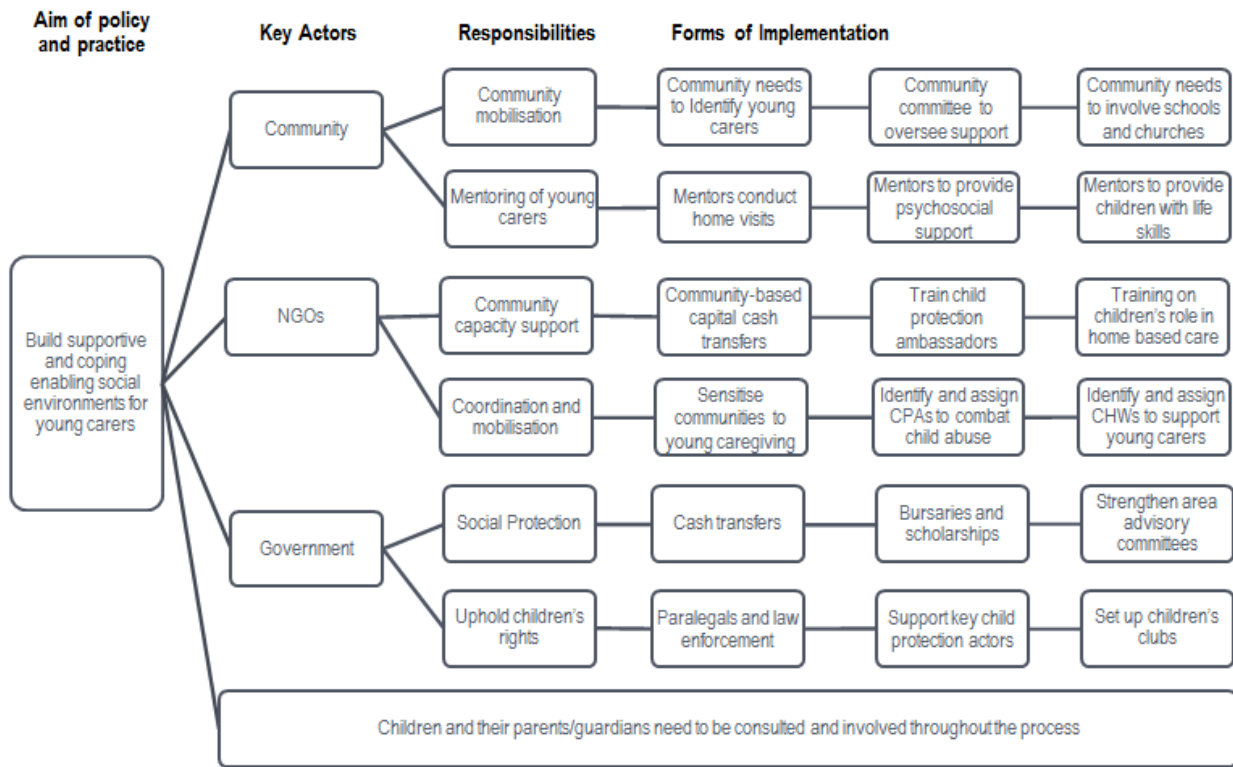 Aim of policy
and practice
Key Actors
Responsibilities
Forms of Implementation
Build supportive
and coping
enabling social
environments for
young carers
Community
Community
mobilisation
Community needs
to Identify young
carers
Community
committee to
oversee support
Community needs
to involve schools
and churches
Mentoring of young
carers
Mentors conduct
home visits
Mentors to provide
psychosocial
support
Mentors to provide
children with life
skills
NGOs
Community
capacity support
Community-based
capital cash
transfers
Train child
protection
ambassadors
Training on
children's role in
home based care
Coordination and
mobilisation
Sensitise
communities to
young caregiving
Identify and assign
CPAs to combat
child abuse
Identify and assign
CHWs to support
young carers
Government
Social Protection
Cash transfers
Bursaries and
scholarships
Strengthen area
advisory
committees
Uphold children's
rights
Paralegals and law
enforcement
Support key child
protection actors
Set up children's
clubs
Children and their parents/guardians need to be consulted and involved throughout the process